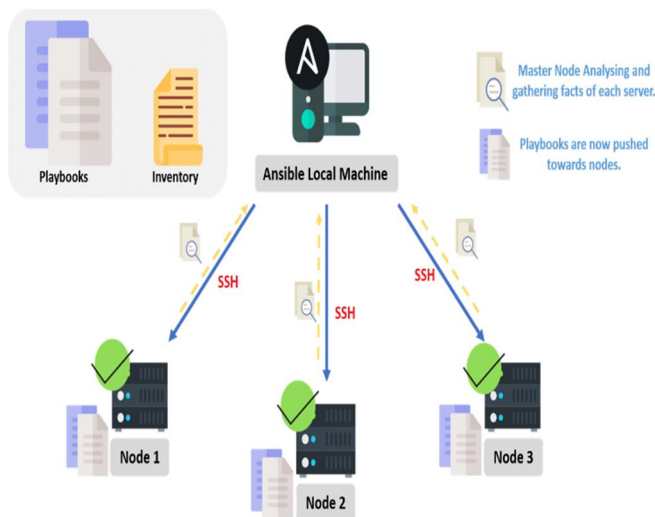 Master Node Analysing and
gathering facts of each server.
Playbooks are now pushed
towards nodes.
Playbooks
Inventory
Ansible Local Machine
SSH
SSH
SSH
Node 1
Node 2
Node 3